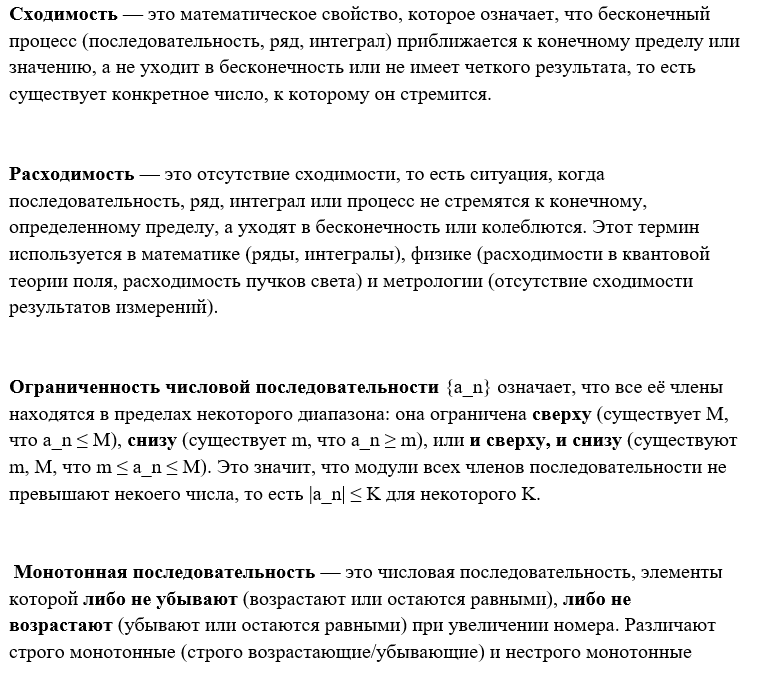 Сходимость — это математическое свойство, которое означает, что бесконечный
процесс (последовательность, ряд, интеграл) приближается к конечному пределу или
значению, а не уходит в бесконечность или не имеет четкого результата, то есть
существует конкретное число, к которому он стремится.
Расходимость — это отсутствие сходимости, то есть ситуация, когда
последовательность, ряд, интеграл или процесс не стремятся к конечному,
определенному пределу, а уходят в бесконечность или колеблются. Этот термин
используется в математике (ряды, интегралы), физике (расходимости в квантовой
теории поля, расходимость пучков света) и метрологии (отсутствие сходимости
результатов измерений).
Ограниченность числовой последовательности {a_n} означает, что все её члены
находятся в пределах некоторого диапазона: она ограничена сверху (существует M,
что a_n ≤ M), снизу (существует m, что a_n ≥ m), или и сверху, и снизу (существуют
m, M, что m ≤ a_n ≤ M). Это значит, что модули всех членов последовательности не
превышают некоего числа, то есть |a_n| ≤ K для некоторого K.
Монотонная последовательность — это числовая последовательность, элементы
которой либо не убывают (возрастают или остаются равными), либо не
возрастают (убывают или остаются равными) при увеличении номера. Различают
строго монотонные (строго возрастающие/убывающие) и нестрого монотонные